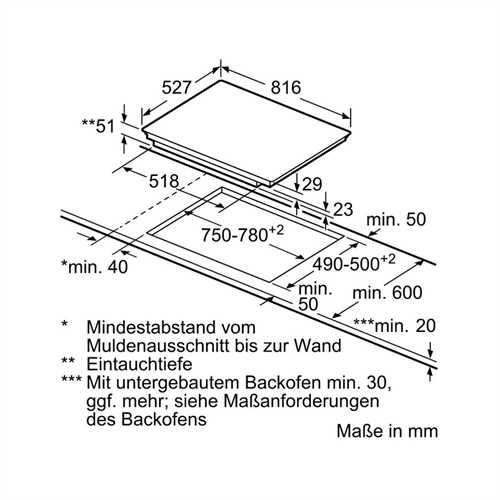 527
816
**51
518
29
23
min. 50
750-780+2
490-500+2
*min. 40
min.
50
min. 600
***min. 20
* Mindestabstand vom
Muldenausschnitt bis zur Wand
** Eintauchtiefe
*** Mit untergebautem Backofen min. 30,
ggf. mehr; siehe Maßanforderungen
des Backofens
Maße in mm